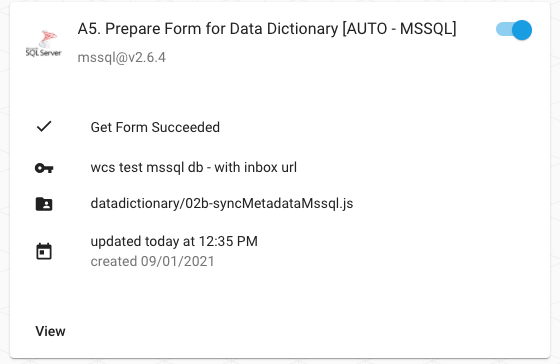 A5. Prepare Form for Data Dictionary [AUTO - MSSQL]
SQL Server
mssql@v2.6.4
Get Form Succeeded
wcs test mssql db - with inbox url
datadictionary/02b-syncMetadataMssql.js
updated today at 12:35 PM
created 09/01/2021
View